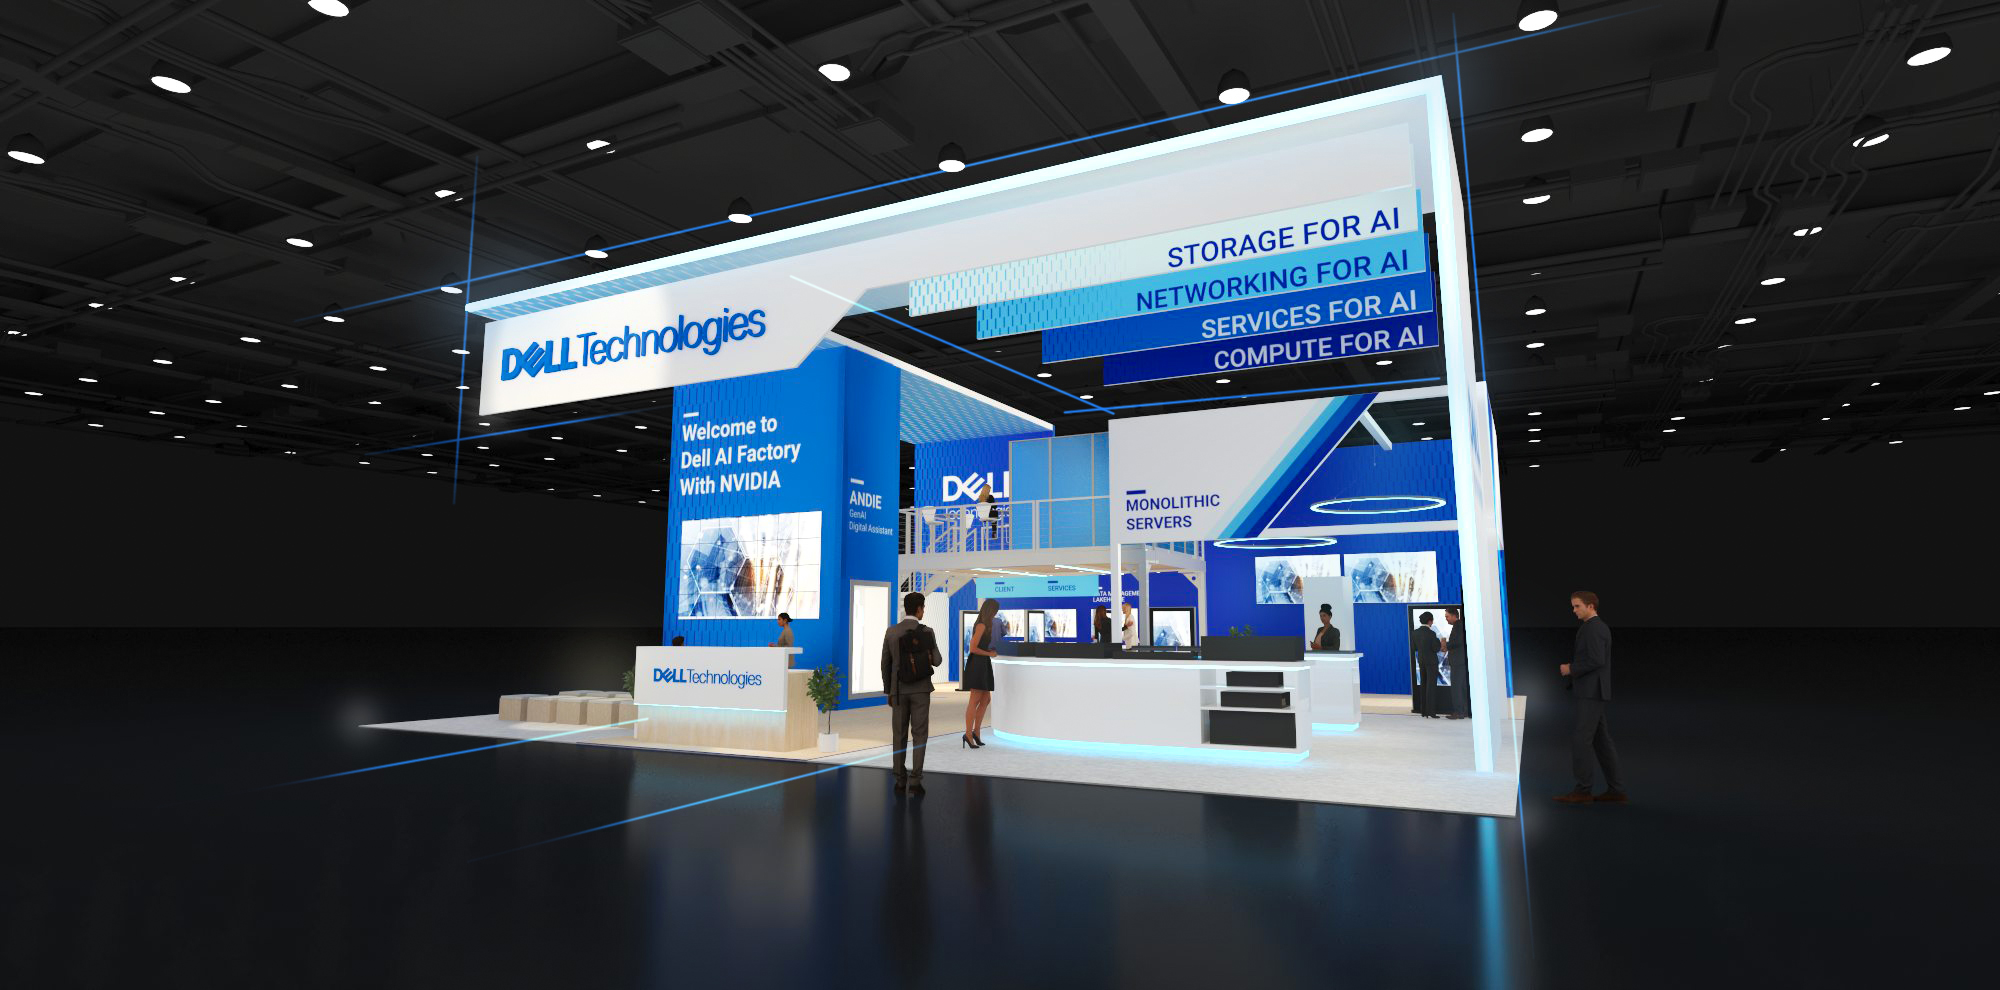 STORAGE FOR AI
NETWORKING FOR AI
SERVICES FOR AI
COMPUTE FOR AI
DELL Technologies
Welcome to
Dell AI Factory
With NVIDIA
ANDIE
GenAI
Digital Assistant
DELL
MONOLITHIC
SERVERS
CLIENT
SERVICES
DELL Technologies